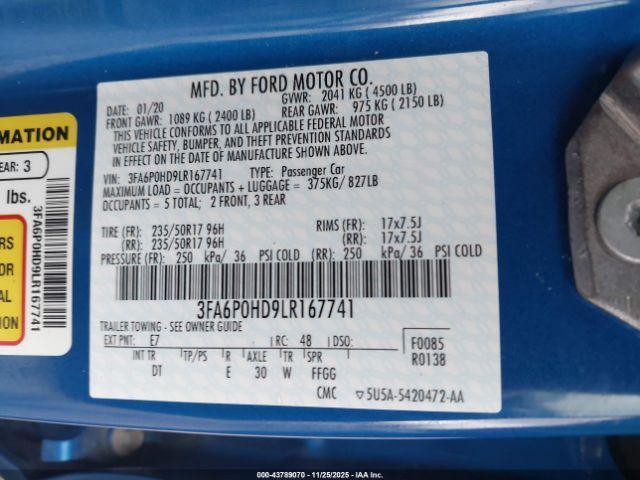 MFD. BY FORD MOTOR CO.
DATE: 01/20 GVWR: 2041 KG ( 4500 LB)
FRONT GAWR: 1089 KG ( 2400 LB) REAR GAWR: 975 KG ( 2150 LB)
THIS VEHICLE CONFORMS TO ALL APPLICABLE FEDERAL MOTOR
VEHICLE SAFETY, BUMPER, AND THEFT PREVENTION STANDARDS
IN EFFECT ON THE DATE OF MANUFACTURE SHOWN ABOVE.
VIN: 3FA6P0HD9LR167741 TYPE: Passenger Car
MAXIMUM LOAD = OCCUPANTS + LUGGAGE = 375KG/ 827LB
OCCUPANTS = 5 TOTAL; 2 FRONT, 3 REAR
TIRE (FR): 235/50R17 96H RIMS (FR): 17x7.5J
(RR): 235/50R17 96H (RR): 17x7.5J
PRESSURE (FR): 250 kPa/ 36 PSI COLD (RR): 250 kPa/ 36 PSI COLD
3FA6P0HD9LR167741
TRAILER TOWING - SEE OWNER GUIDE
EXT PNT: E7 RC: 48 DSO: F0085
INT TR TP/PS R AXLE TR SPR R0138
DT E 30 W FFGG
CMC ▽5U5A-5420472-AA
RMATION
EAR: 3
lbs.
RS
OR
ION
3FA6P0HD9LR167741
000-43789070 - 11/25/2025 - IAA Inc.